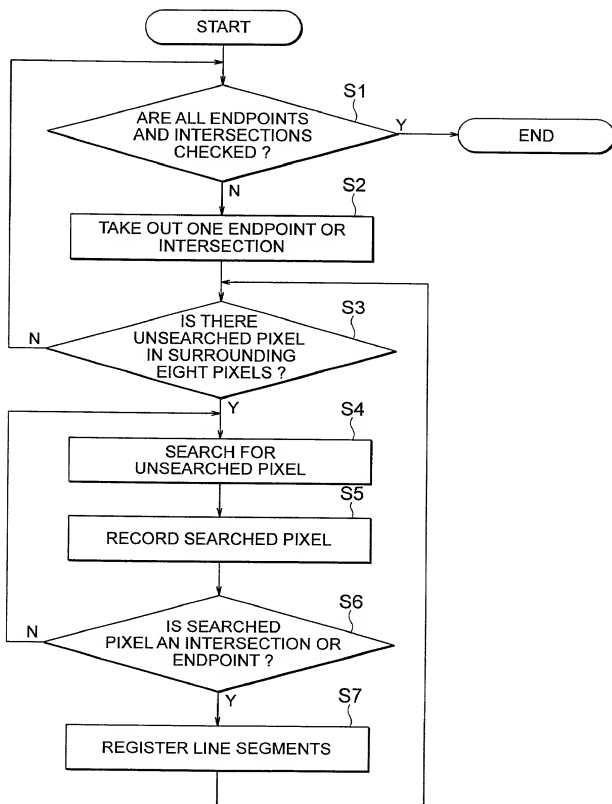 START
S1
ARE ALL ENDPOINTS
AND INTERSECTIONS
CHECKED ?
Y
END
N
S2
TAKE OUT ONE ENDPOINT OR
INTERSECTION
S3
N
IS THERE
UNSEARCHED PIXEL
IN SURROUNDING
EIGHT PIXELS ?
Y
S4
SEARCH FOR
UNSEARCHED PIXEL
S5
RECORD SEARCHED PIXEL
S6
N
IS SEARCHED
PIXEL AN INTERSECTION OR
ENDPOINT ?
Y
S7
REGISTER LINE SEGMENTS